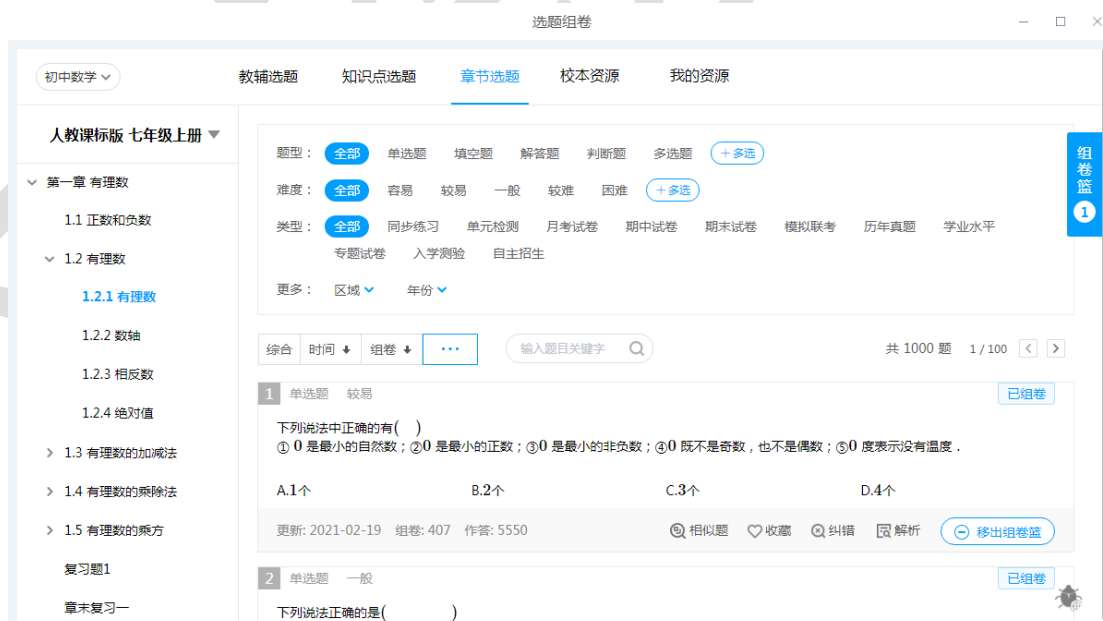 选题组卷
初中数学
教辅选题 知识点选题 章节选题 校本资源 我的资源
人教课标版 七年级上册
第一章 有理数
1.1 正数和负数
1.2 有理数
1.2.1 有理数
1.2.2 数轴
1.2.3 相反数
1.2.4 绝对值
1.3 有理数的加减法
1.4 有理数的乘除法
1.5 有理数的乘方
复习题1
章末复习一
题型： 全部 单选题 填空题 解答题 判断题 多选题 +多选
难度： 全部 容易 较易 一般 较难 困难 +多选
类型： 全部 同步练习 单元检测 月考试卷 期中试卷 期末试卷 模拟联考 历年真题 学业水平
专题试卷 入学测验 自主招生
更多： 区域 年份
组卷篮 1
综合 时间 组卷 ··· 输入题目关键字 共 1000 题 1 / 100
1 单选题 较易 已组卷
下列说法中正确的有( )
① 0 是最小的自然数；②0 是最小的正数；③0 是最小的非负数；④0 既不是奇数，也不是偶数；⑤0 度表示没有温度．
A.1个 B.2个 C.3个 D.4个
更新: 2021-02-19 组卷: 407 作答: 5550 相似题 收藏 纠错 解析 移出组卷篮
2 单选题 一般 已组卷
下列说法正确的是( )